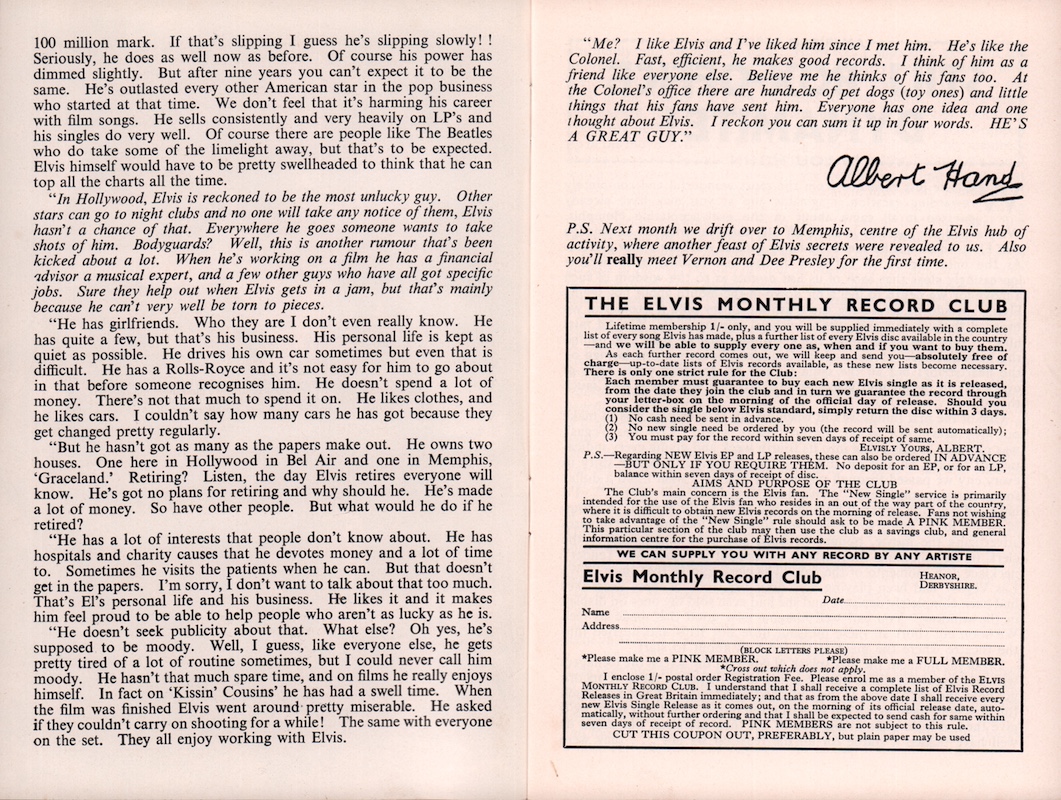 100 million mark. If that's slipping I guess he's slipping slowly! !
Seriously, he does as well now as before. Of course his power has
dimmed slightly. But after nine years you can't expect it to be the
same. He's outlasted every other American star in the pop business
who started at that time. We don't feel that it's harming his career
with film songs. He sells consistently and very heavily on LP's and
his singles do very well. Of course there are people like The Beatles
who do take some of the limelight away, but that's to be expected.
Elvis himself would have to be pretty swellheaded to think that he can
top all the charts all the time.
"In Hollywood, Elvis is reckoned to be the most unlucky guy. Other
stars can go to night clubs and no one will take any notice of them, Elvis
hasn't a chance of that. Everywhere he goes someone wants to take
shots of him. Bodyguards? Well, this is another rumour that's been
kicked about a lot. When he's working on a film he has a financial
advisor a musical expert, and a few other guys who have all got specific
jobs. Sure they help out when Elvis gets in a jam, but that's mainly
because he can't very well be torn to pieces.
"He has girlfriends. Who they are I don't even really know. He
has quite a few, but that's his business. His personal life is kept as
quiet as possible. He drives his own car sometimes but even that is
difficult. He has a Rolls-Royce and it's not easy for him to go about
in that before someone recognises him. He doesn't spend a lot of
money. There's not that much to spend it on. He likes clothes, and
he likes cars. I couldn't say how many cars he has got because they
get changed pretty regularly.
"But he hasn't got as many as the papers make out. He owns two
houses. One here in Hollywood in Bel Air and one in Memphis,
'Graceland.' Retiring? Listen, the day Elvis retires everyone will
know. He's got no plans for retiring and why should he. He's made
a lot of money. So have other people. But what would he do if he
retired?
"He has a lot of interests that people don't know about. He has
hospitals and charity causes that he devotes money and a lot of time
to. Sometimes he visits the patients when he can. But that doesn't
get in the papers. I'm sorry, I don't want to talk about that too much.
That's El's personal life and his business. He likes it and it makes
him feel proud to be able to help people who aren't as lucky as he is.
"He doesn't seek publicity about that. What else? Oh yes, he's
supposed to be moody. Well, I guess, like everyone else, he gets
pretty tired of a lot of routine sometimes, but I could never call him
moody. He hasn't that much spare time, and on films he really enjoys
himself. In fact on 'Kissin' Cousins' he has had a swell time. When
the film was finished Elvis went around pretty miserable. He asked
if they couldn't carry on shooting for a while! The same with everyone
on the set. They all enjoy working with Elvis.
"Me? I like Elvis and I've liked him since I met him. He's like the
Colonel. Fast, efficient, he makes good records. I think of him as a
friend like everyone else. Believe me he thinks of his fans too. At
the Colonel's office there are hundreds of pet dogs (toy ones) and little
things that his fans have sent him. Everyone has one idea and one
thought about Elvis. I reckon you can sum it up in four words. HE'S
A GREAT GUY."
Albert Hand
P.S. Next month we drift over to Memphis, centre of the Elvis hub of
activity, where another feast of Elvis secrets were revealed to us. Also
you'll really meet Vernon and Dee Presley for the first time.
THE ELVIS MONTHLY RECORD CLUB
Lifetime membership 1/- only, and you will be supplied immediately with a complete
list of every song Elvis has made, plus a further list of every Elvis disc available in the country
—and we will be able to supply every one as, when and if you want to buy them.
As each further record comes out, we will keep and send you—absolutely free of
charge—up-to-date lists of Elvis records available, as these new lists become necessary.
There is only one strict rule for the Club:
Each member must guarantee to buy each new Elvis single as it is released,
from the date they join the club and in turn we guarantee the record through
your letter-box on the morning of the official day of release. Should you
consider the single below Elvis standard, simply return the disc within 3 days.
(1) No cash need be sent in advance.
(2) No new single need be ordered by you (the record will be sent automatically);
(3) You must pay for the record within seven days of receipt of same.
ELVISLY YOURS, ALBERT.
P.S.—Regarding NEW Elvis EP and LP releases, these can also be ordered IN ADVANCE
—BUT ONLY IF YOU REQUIRE THEM. No deposit for an EP, or for an LP,
balance within seven days of receipt of disc.
AIMS AND PURPOSE OF THE CLUB
The Club's main concern is the Elvis fan. The "New Single" service is primarily
intended for the use of the Elvis fan who resides in an out of the way part of the country,
where it is difficult to obtain new Elvis records on the morning of release. Fans not wishing
to take advantage of the "New Single" rule should ask to be made A PINK MEMBER.
This particular section of the club may then use the club as a savings club, and general
information centre for the purchase of Elvis records.
WE CAN SUPPLY YOU WITH ANY RECORD BY ANY ARTISTE
Elvis Monthly Record Club
HEANOR,
DERBYSHIRE.
Date
Name
Address
(BLOCK LETTERS PLEASE)
*Please make me a PINK MEMBER. *Please make me a FULL MEMBER.
*Cross out which does not apply.
I enclose 1/- postal order Registration Fee. Please enrol me as a member of the ELVIS
MONTHLY RECORD CLUB. I understand that I shall receive a complete list of Elvis Record
Releases in Great Britain immediately; and that as from the above date I shall receive every
new Elvis Single Release as it comes out, on the morning of its official release date, auto-
matically, without further ordering and that I shall be expected to send cash for same within
seven days of receipt of record. PINK MEMBERS are not subject to this rule.
CUT THIS COUPON OUT, PREFERABLY, but plain paper may be used